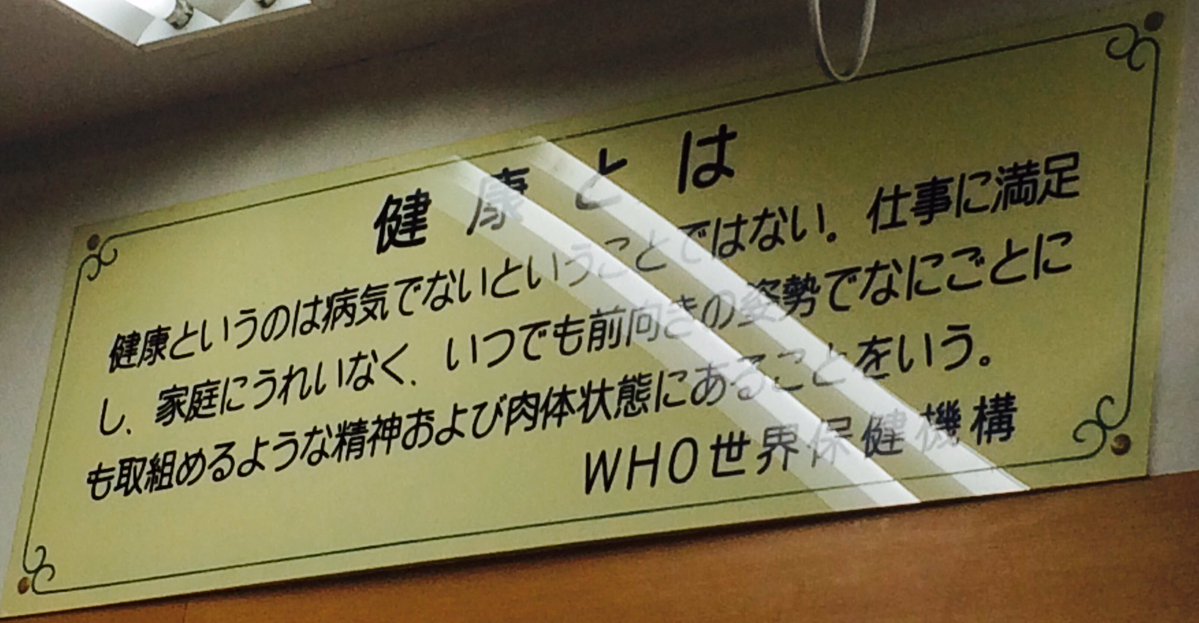 健康とは
健康というのは病気でないということではない。仕事に満足
し、家庭にうれいなく、いつでも前向きの姿勢でなにごとに
も取組めるような精神および肉体状態にあることをいう。
WHO世界保健機構